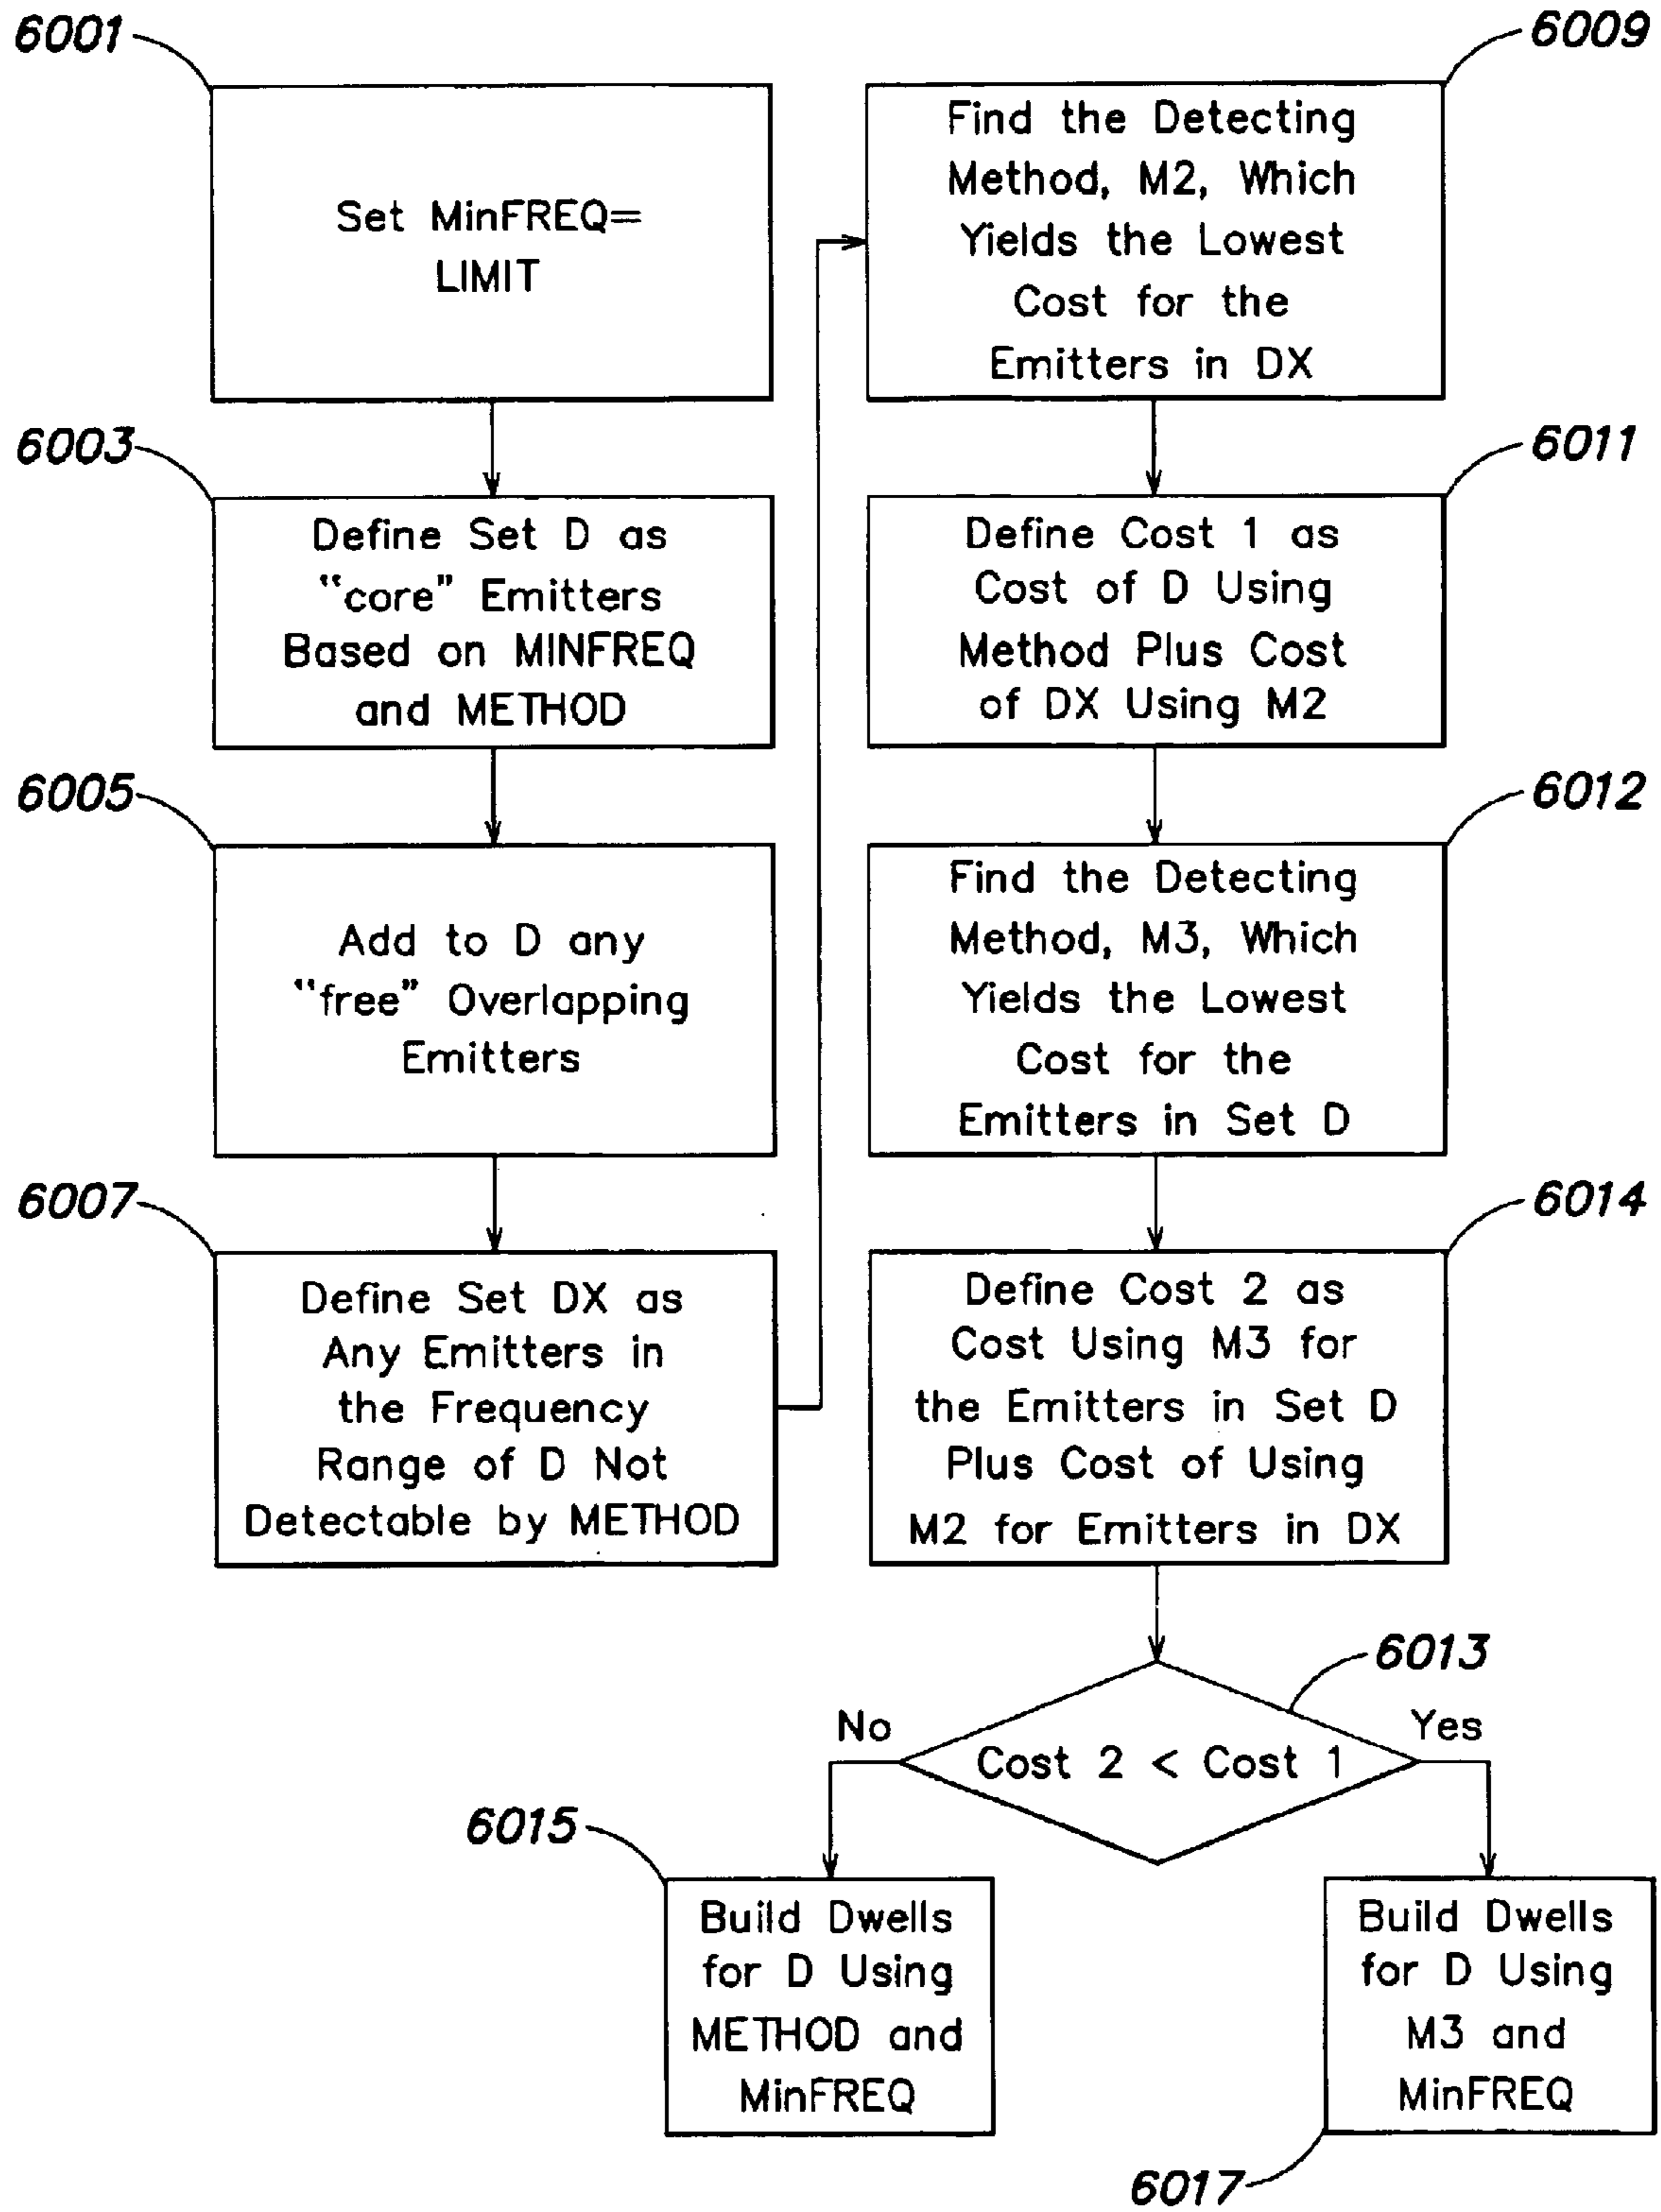 6001
Set MinFREQ=
LIMIT
6003
Define Set D as
“core” Emitters
Based on MINFREQ
and METHOD
6005
Add to D any
“free” Overlapping
Emitters
6007
Define Set DX as
Any Emitters in
the Frequency
Range of D Not
Detectable by METHOD
6009
Find the Detecting
Method, M2, Which
Yields the Lowest
Cost for the
Emitters in DX
6011
Define Cost 1 as
Cost of D Using
Method Plus Cost
of DX Using M2
6012
Find the Detecting
Method, M3, Which
Yields the Lowest
Cost for the
Emitters in Set D
6014
Define Cost 2 as
Cost Using M3 for
the Emitters in Set D
Plus Cost of Using
M2 for Emitters in DX
6013
No
Yes
Cost 2 < Cost 1
6015
Build Dwells
for D Using
METHOD and
MinFREQ
Build Dwells
for D Using
M3 and
MinFREQ
6017